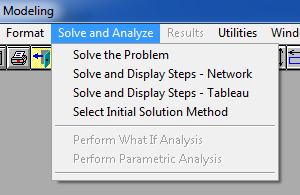 Modeling
Format Solve and Analyze Results Utilities
Solve the Problem
Solve and Display Steps - Network
Solve and Display Steps - Tableau
Select Initial Solution Method
Perform What If Analysis
Perform Parametric Analysis